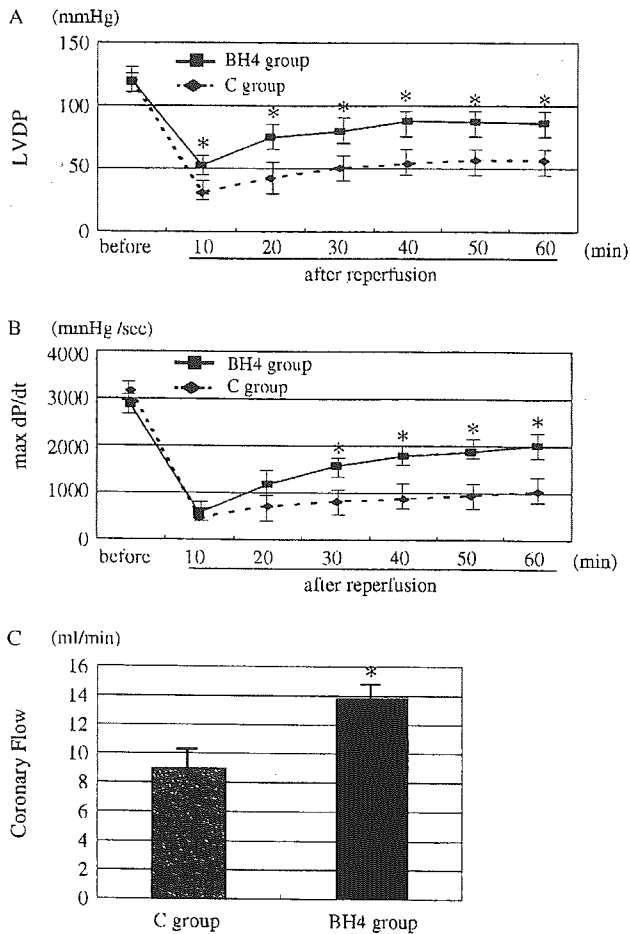 A (mmHg)
150
BH4 group
C group
* * * * * *
100
LVDP
50
0
before 10 20 30 40 50 60 (min)
after reperfusion
B (mmHg /sec)
4000
BH4 group
C group
3000
* * * *
max dP/dt
2000
1000
0
before 10 20 30 40 50 60 (min)
after reperfusion
C (ml/min)
16
*
14
12
10
Coronary Flow
8
6
4
2
0
C group BH4 group